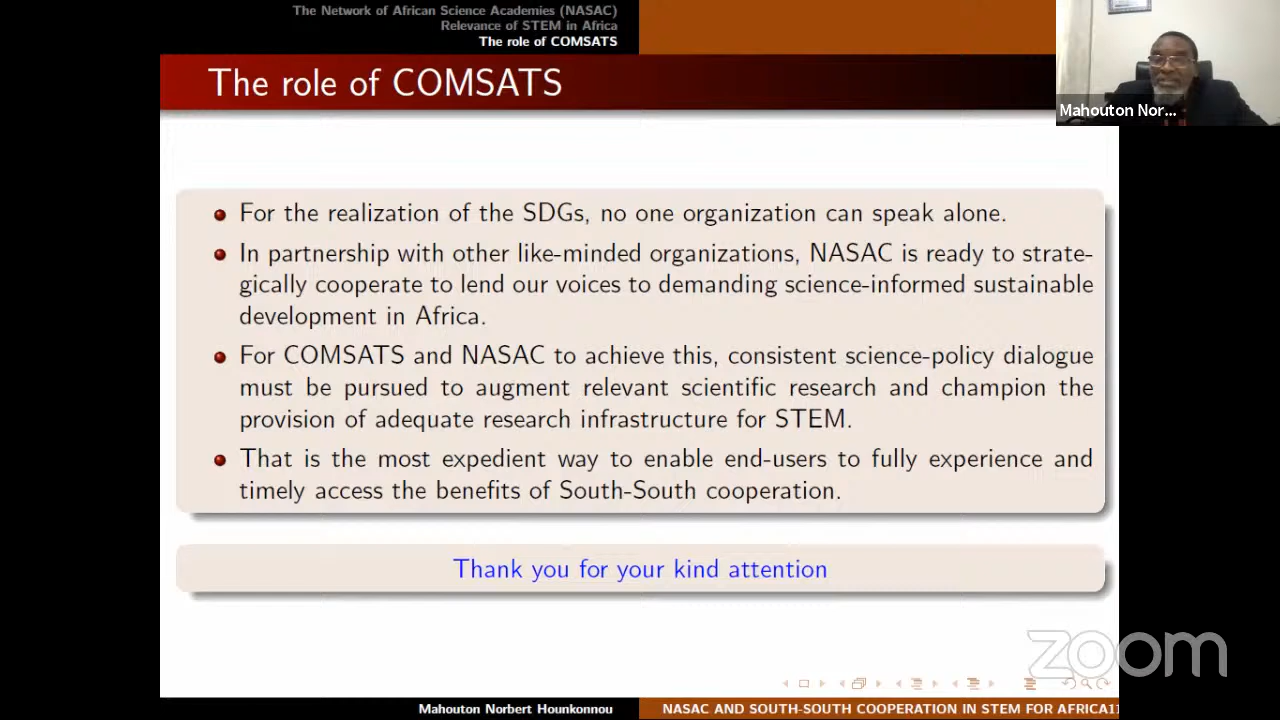 The Network of African Science Academies (NASAC)
Relevance of STEM in Africa
The role of COMSATS
The role of COMSATS
Mahouton Nor...
For the realization of the SDGs, no one organization can speak alone.
In partnership with other like-minded organizations, NASAC is ready to strate-
gically cooperate to lend our voices to demanding science-informed sustainable
development in Africa.
For COMSATS and NASAC to achieve this, consistent science-policy dialogue
must be pursued to augment relevant scientific research and champion the
provision of adequate research infrastructure for STEM.
That is the most expedient way to enable end-users to fully experience and
timely access the benefits of South-South cooperation.
Thank you for your kind attention
zoom
Mahouton Norbert Hounkonnou
NASAC AND SOUTH-SOUTH COOPERATION IN STEM FOR AFRICA11